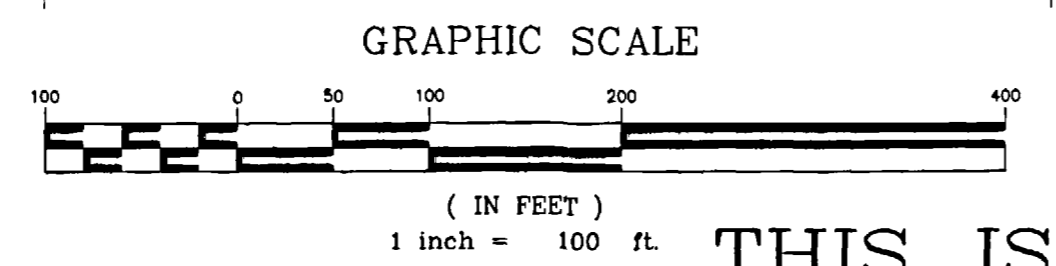 GRAPHIC SCALE
100 0 50 100 200 400
( IN FEET )
1 inch = 100 ft.
THIS IS